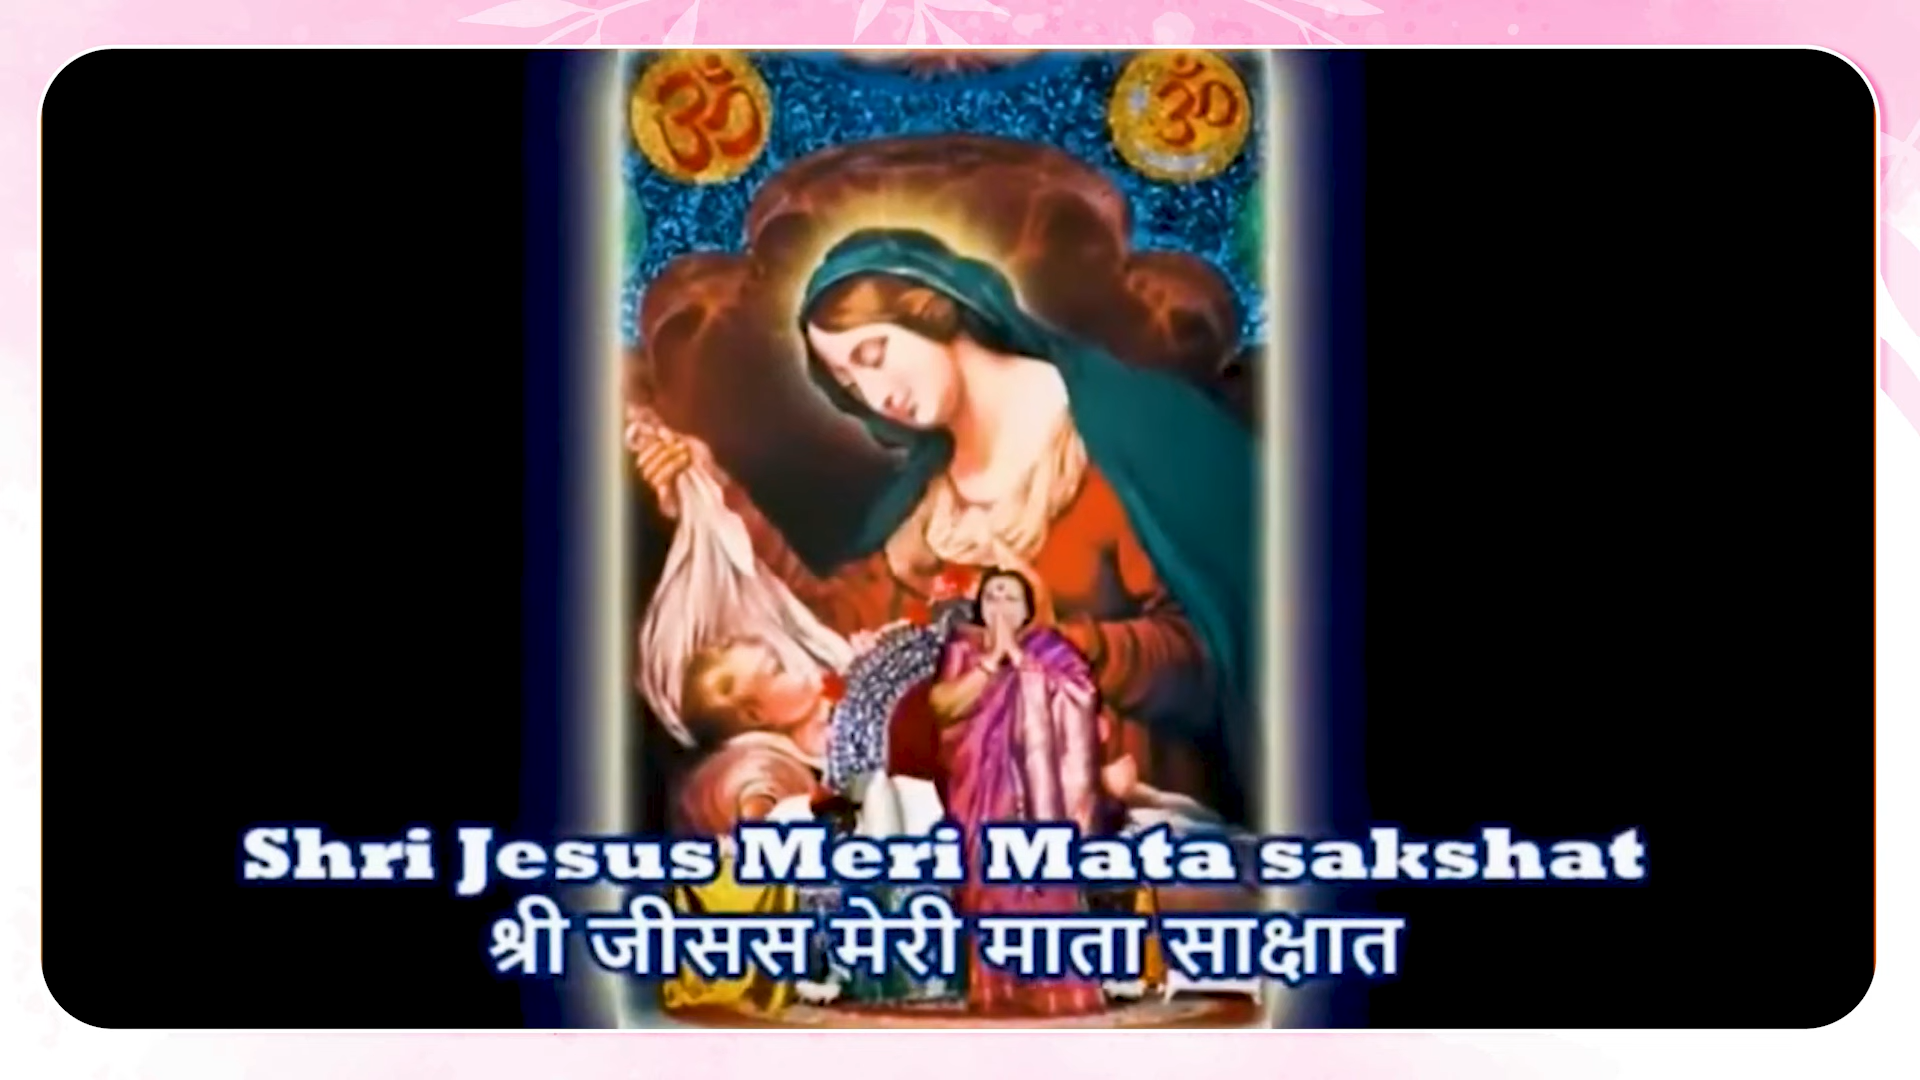 ॐ ॐ
Shri Jesus Meri Mata sakshat
श्री जीसस मेरी माता साक्षात